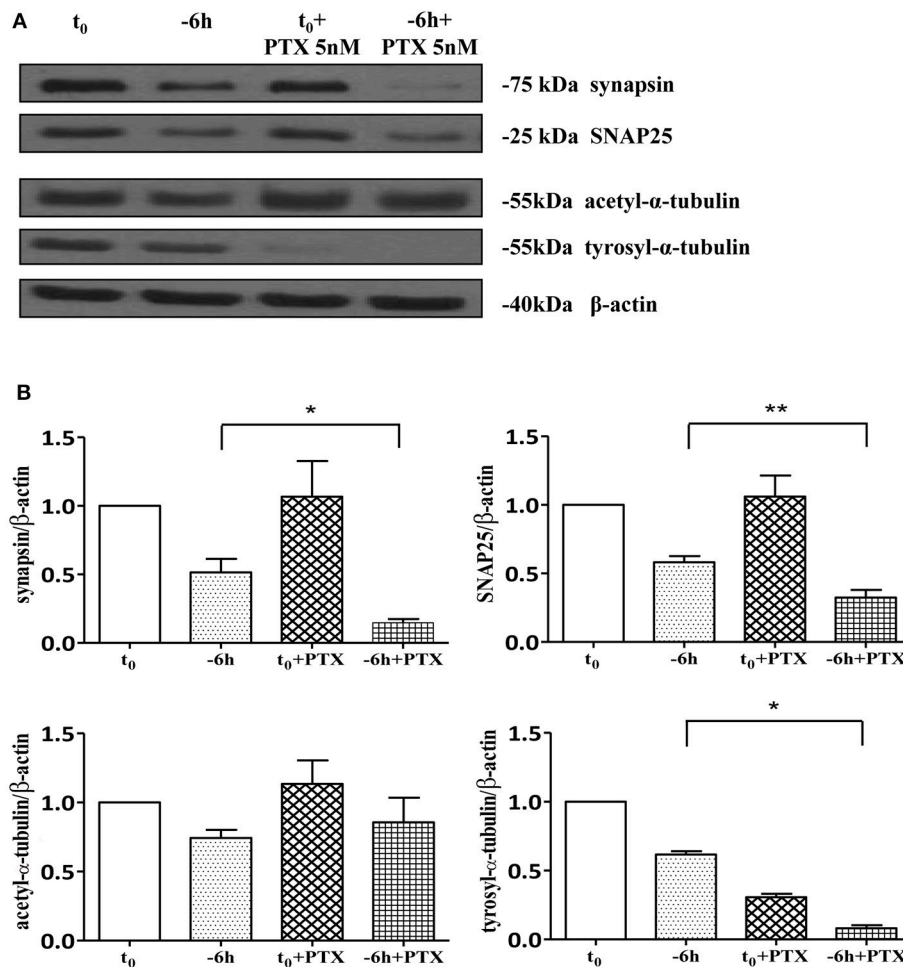 A
t₀ -6h t₀+ -6h+
PTX 5nM PTX 5nM
-75 kDa synapsin
-25 kDa SNAP25
-55kDa acetyl-α-tubulin
-55kDa tyrosyl-α-tubulin
-40kDa β-actin
B
*
1.5
1.0
0.5
0.0
synapsin/β-actin
t₀ -6h t₀+PTX -6h+PTX
**
1.5
1.0
0.5
0.0
SNAP25/β-actin
t₀ -6h t₀+PTX -6h+PTX
1.5
1.0
0.5
0.0
acetyl-α-tubulin/β-actin
t₀ -6h t₀+PTX -6h+PTX
*
1.5
1.0
0.5
0.0
tyrosyl-α-tubulin/β-actin
t₀ -6h t₀+PTX -6h+PTX